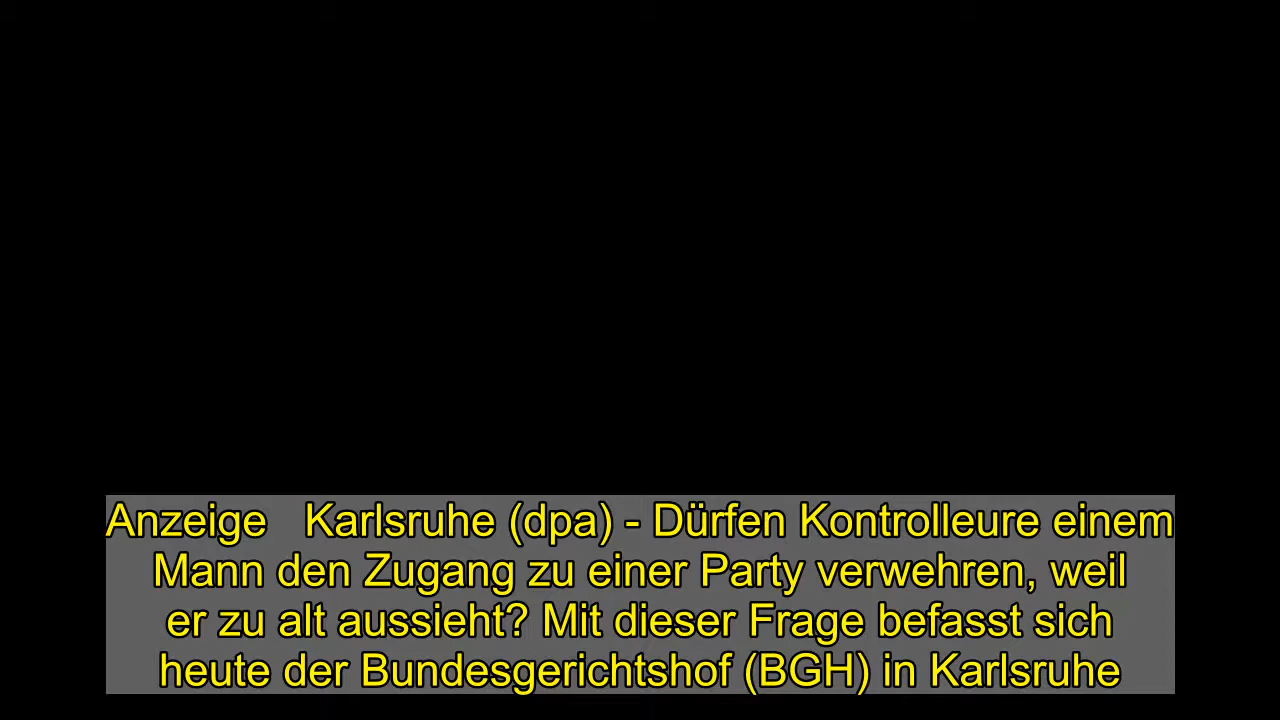 Anzeige   Karlsruhe (dpa) - Dürfen Kontrolleure einem
Mann den Zugang zu einer Party verwehren, weil
er zu alt aussieht? Mit dieser Frage befasst sich
heute der Bundesgerichtshof (BGH) in Karlsruhe